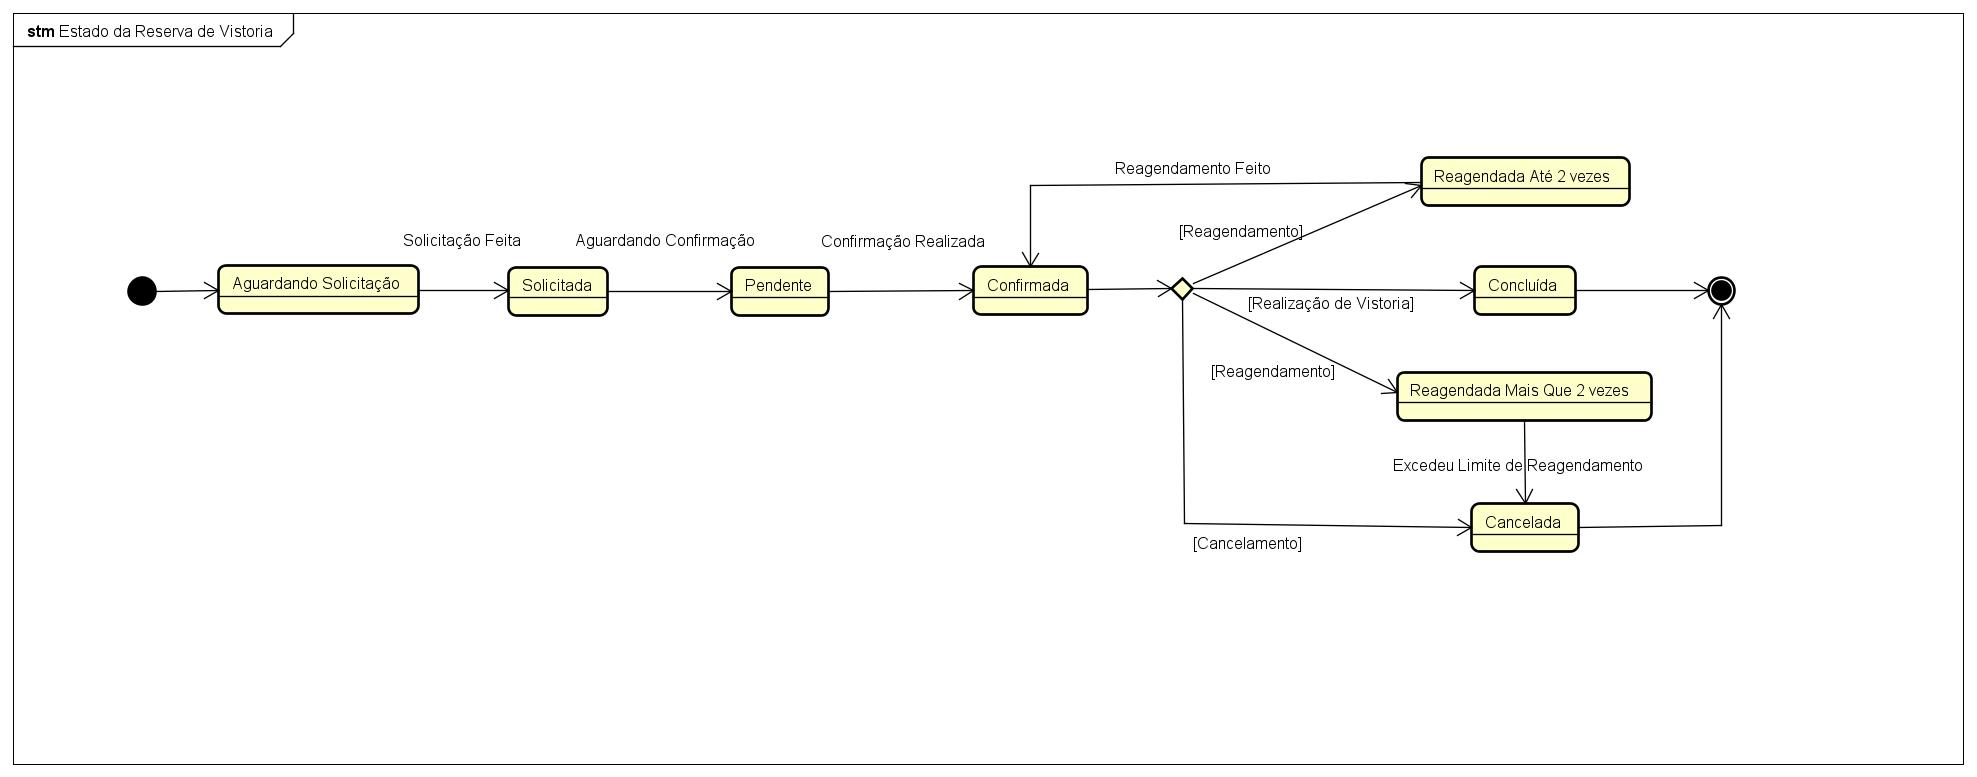 stm Estado da Reserva de Vistoria
Reagendamento Feito
Reagendada Até 2 vezes
[Reagendamento]
Solicitação Feita
Aguardando Confirmação
Confirmação Realizada
Aguardando Solicitação
Solicitada
Pendente
Confirmada
Concluída
[Realização de Vistoria]
[Reagendamento]
Reagendada Mais Que 2 vezes
Excedeu Limite de Reagendamento
Cancelada
[Cancelamento]